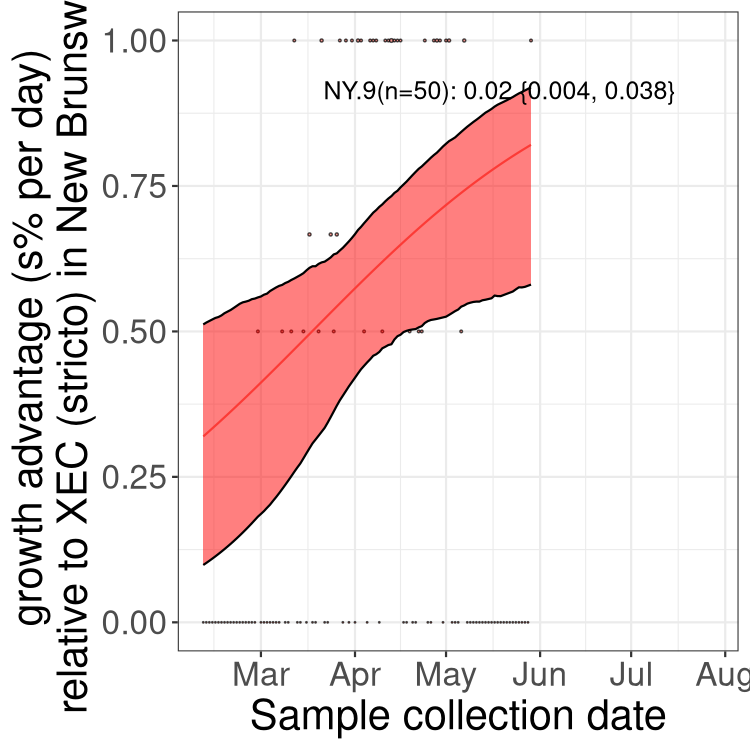 growth advantage (s% per day)
relative to XEC (stricto) in New Brunsw
1.00
0.75
0.50
0.25
0.00
NY.9(n=50): 0.02 {0.004, 0.038}
Mar Apr May Jun Jul Aug
Sample collection date